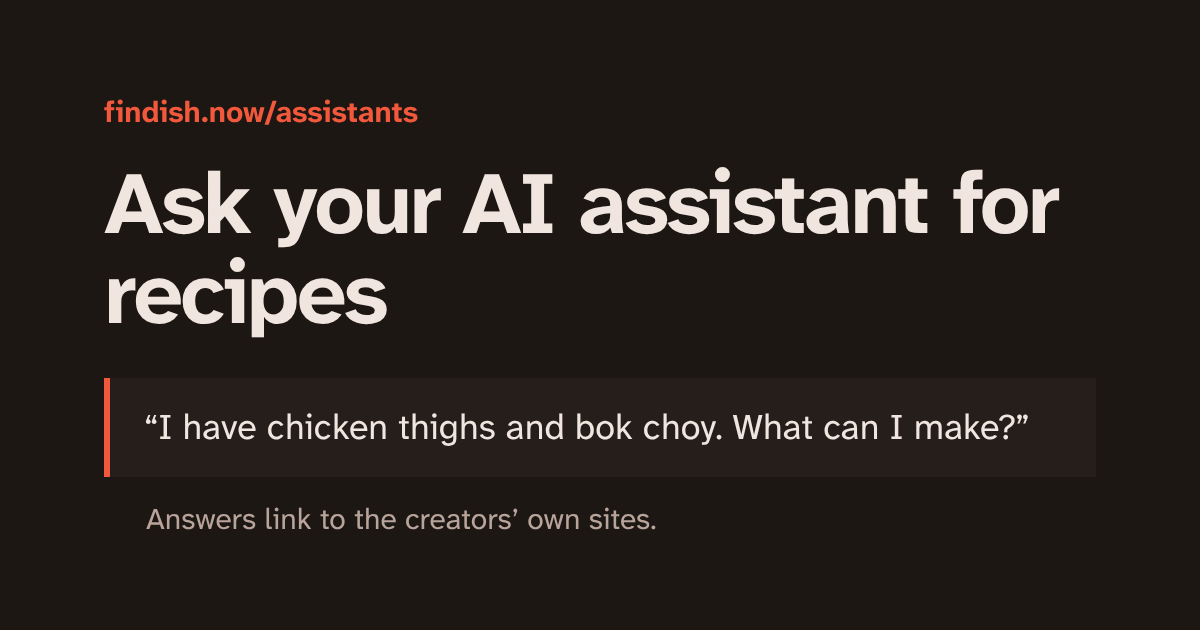 findish.now/assistants
Ask your AI assistant for
recipes
“I have chicken thighs and bok choy. What can I make?”
Answers link to the creators’ own sites.